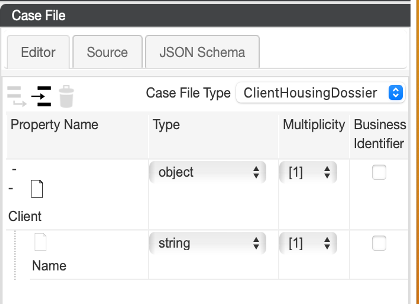 Case File
Editor Source JSON Schema
Case File Type ClientHousingDossier
Property Name Type Multiplicity Business Identifier
-
- object [1]
Client
string [1]
Name